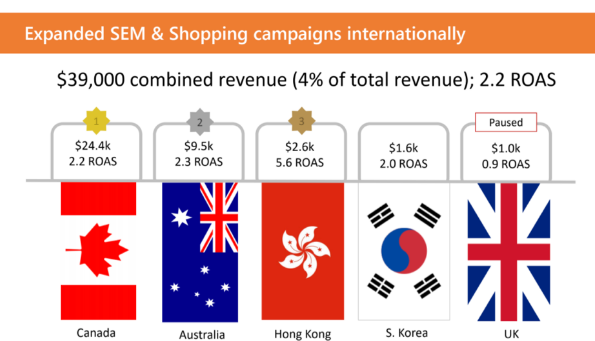 Expanded SEM & Shopping campaigns internationally
$39,000 combined revenue (4% of total revenue); 2.2 ROAS
1
$24.4k
2.2 ROAS
Canada
2
$9.5k
2.3 ROAS
Australia
3
$2.6k
5.6 ROAS
Hong Kong
$1.6k
2.0 ROAS
S. Korea
Paused
$1.0k
0.9 ROAS
UK